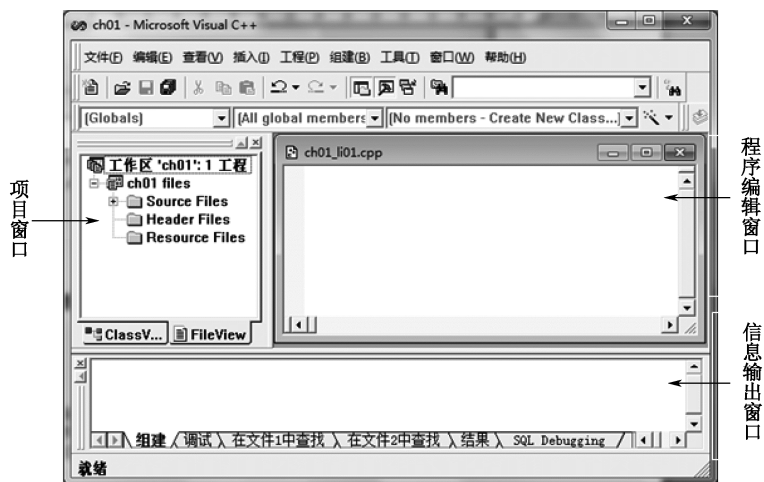 ch01 - Microsoft Visual C++
文件(F) 编辑(E) 查看(V) 插入(I) 工程(P) 组建(B) 工具(T) 窗口(W) 帮助(H)
(Globals) (All global members (No members - Create New Class...)
工作区 'ch01': 1 工程
ch01 files
Source Files
Header Files
Resource Files
ClassV... FileView
ch01_li01.cpp
项目窗口
程序编辑窗口
信息输出窗口
组建 调试 在文件1中查找 在文件2中查找 结果 SQL Debugging
就绪